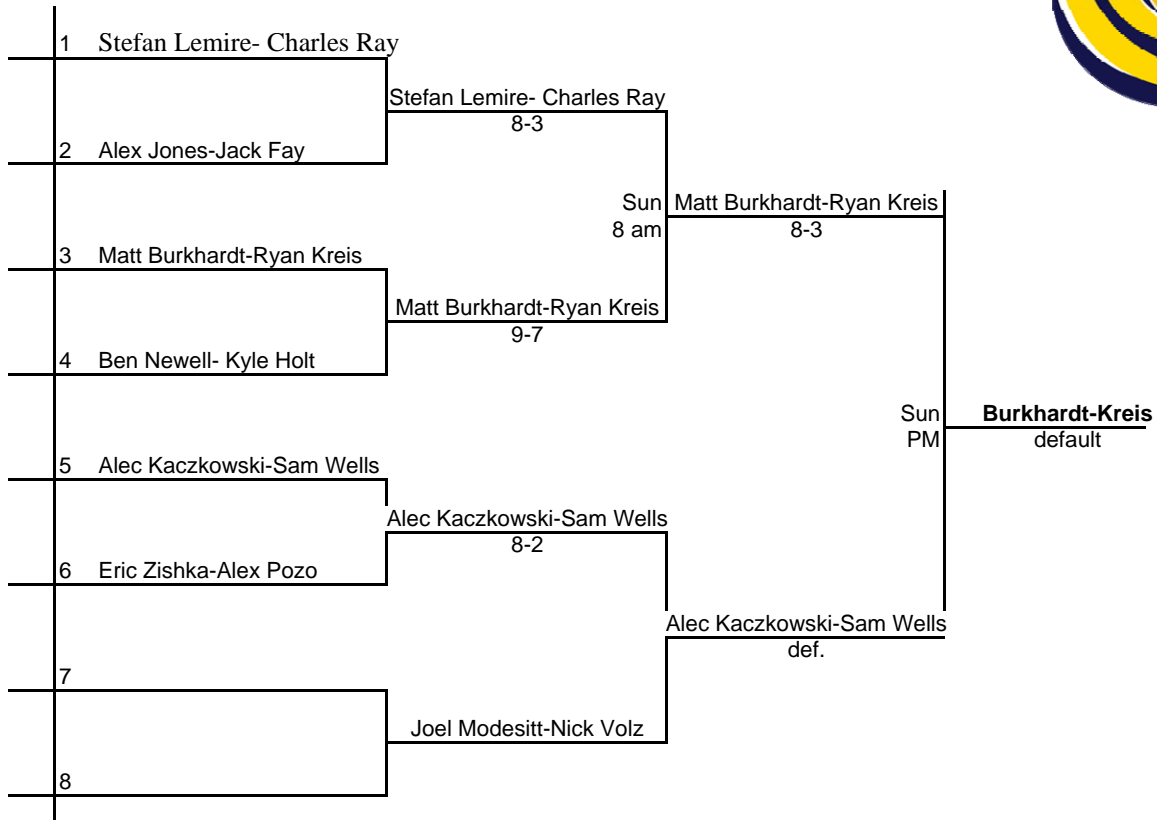 1 Stefan Lemire- Charles Ray
Stefan Lemire- Charles Ray
8-3
2 Alex Jones-Jack Fay
Sun Matt Burkhardt-Ryan Kreis
8 am 8-3
3 Matt Burkhardt-Ryan Kreis
Matt Burkhardt-Ryan Kreis
9-7
4 Ben Newell- Kyle Holt
Sun Burkhardt-Kreis
PM default
5 Alec Kaczkowski-Sam Wells
Alec Kaczkowski-Sam Wells
8-2
6 Eric Zishka-Alex Pozo
Alec Kaczkowski-Sam Wells
def.
7
Joel Modesitt-Nick Volz
8